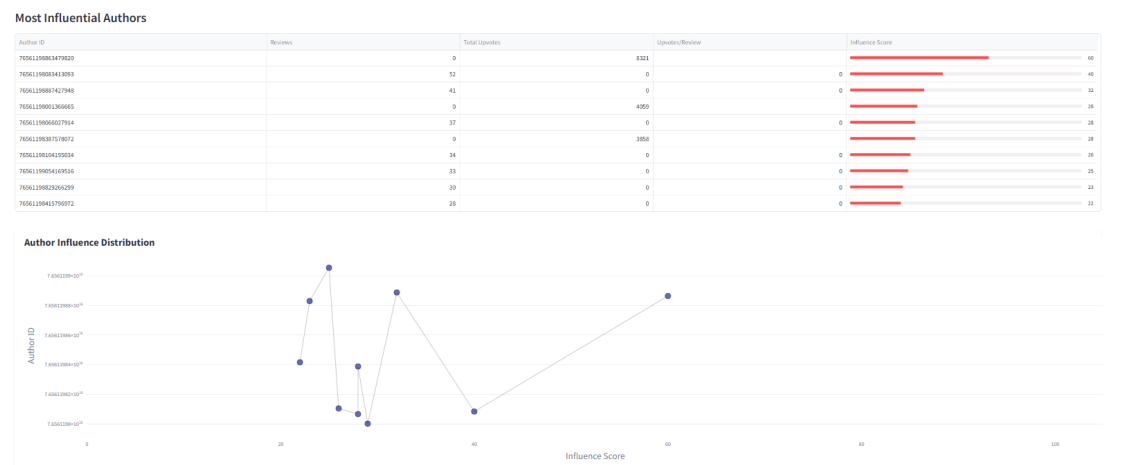 Most Influential Authors
Author ID Reviews Total Upvotes Upvotes/Review Influence Score
76561198863479820 0 8321 60
76561198083413093 52 0 0 40
76561198887427948 41 0 0 32
76561198001366665 0 4059
76561198066027914 37 0 0 28
76561198387578072 0 3858 28
76561198104195034 34 0 0 26
33 0 0 25
76561198829266299 30 0 0 23
76561198415796972 28 0 0 22
Author Influence Distribution
Author ID
0 20 40 60 80 100
Influence Score